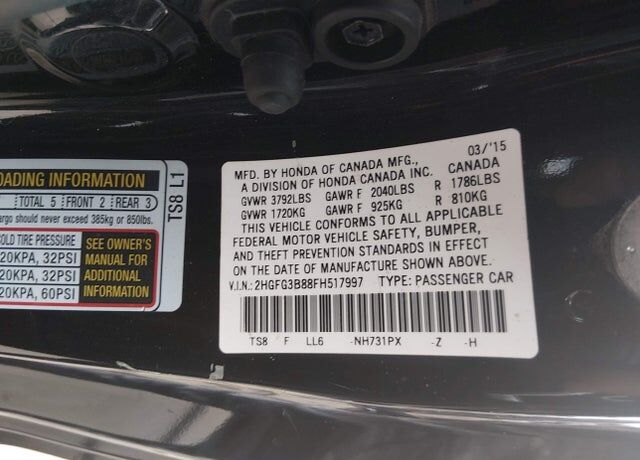 OADING INFORMATION
TOTAL 5 FRONT 2 REAR 3
argo should never exceed 385kg or 850lbs.
OLD TIRE PRESSURE
20KPA, 32PSI
20KPA, 32PSI
20KPA, 60PSI
SEE OWNER'S
MANUAL FOR
ADDITIONAL
INFORMATION
TS8 L1
03/'15
MFD. BY HONDA OF CANADA MFG.,
A DIVISION OF HONDA CANADA INC. CANADA
GVWR 3792LBS GAWR F 2040LBS R 1786LBS
GVWR 1720KG GAWR F 925KG R 810KG
THIS VEHICLE CONFORMS TO ALL APPLICABLE
FEDERAL MOTOR VEHICLE SAFETY, BUMPER,
AND THEFT PREVENTION STANDARDS IN EFFECT
ON THE DATE OF MANUFACTURE SHOWN ABOVE.
V.I.N.: 2HGFG3B88FH517997 TYPE: PASSENGER CAR
TS8 F LL6 -NH731PX -Z -H